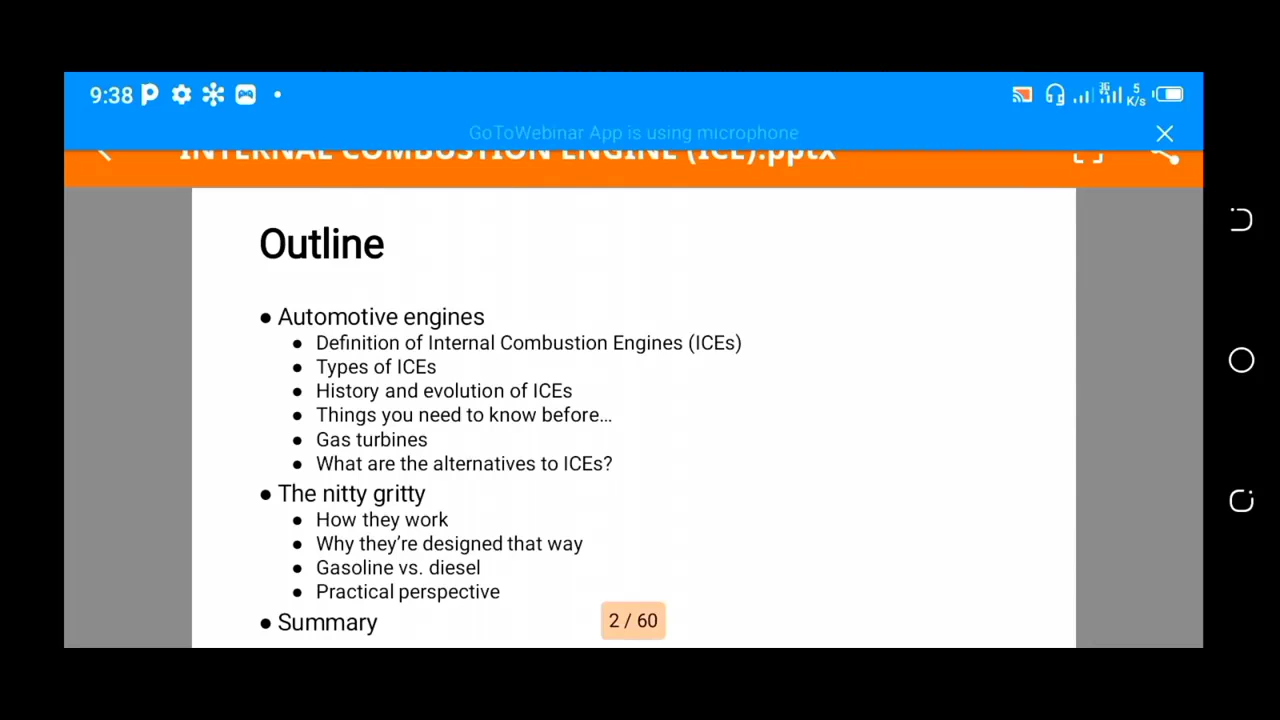 9:38
3G
5
K/s
GoToWebinar App is using microphone
INTERNAL COMBUSTION ENGINE (ICE).pptx
Outline
● Automotive engines
● Definition of Internal Combustion Engines (ICEs)
● Types of ICEs
● History and evolution of ICEs
● Things you need to know before…
● Gas turbines
● What are the alternatives to ICEs?
● The nitty gritty
● How they work
● Why they’re designed that way
● Gasoline vs. diesel
● Practical perspective
● Summary
2 / 60